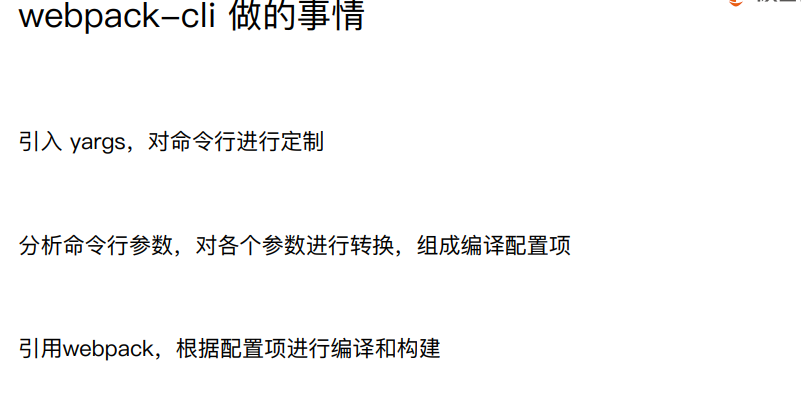 webpack-cli 做的事情
引入 yargs，对命令行进行定制
分析命令行参数，对各个参数进行转换，组成编译配置项
引用webpack，根据配置项进行编译和构建